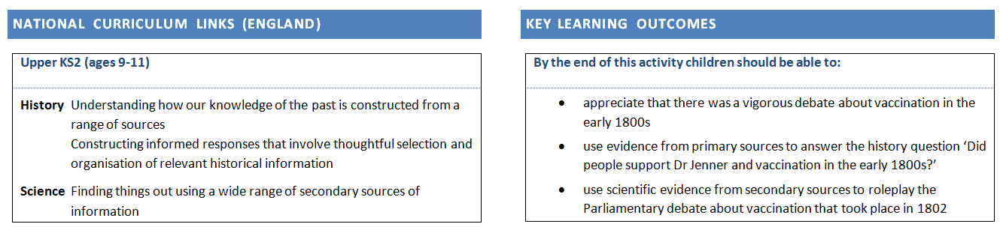 NATIONAL CURRICULUM LINKS (ENGLAND)
Upper KS2 (ages 9-11)
History Understanding how our knowledge of the past is constructed from a
range of sources
Constructing informed responses that involve thoughtful selection and
organisation of relevant historical information
Science Finding things out using a wide range of secondary sources of
information
KEY LEARNING OUTCOMES
By the end of this activity children should be able to:
• appreciate that there was a vigorous debate about vaccination in the
early 1800s
• use evidence from primary sources to answer the history question ‘Did
people support Dr Jenner and vaccination in the early 1800s?’
• use scientific evidence from secondary sources to roleplay the
Parliamentary debate about vaccination that took place in 1802